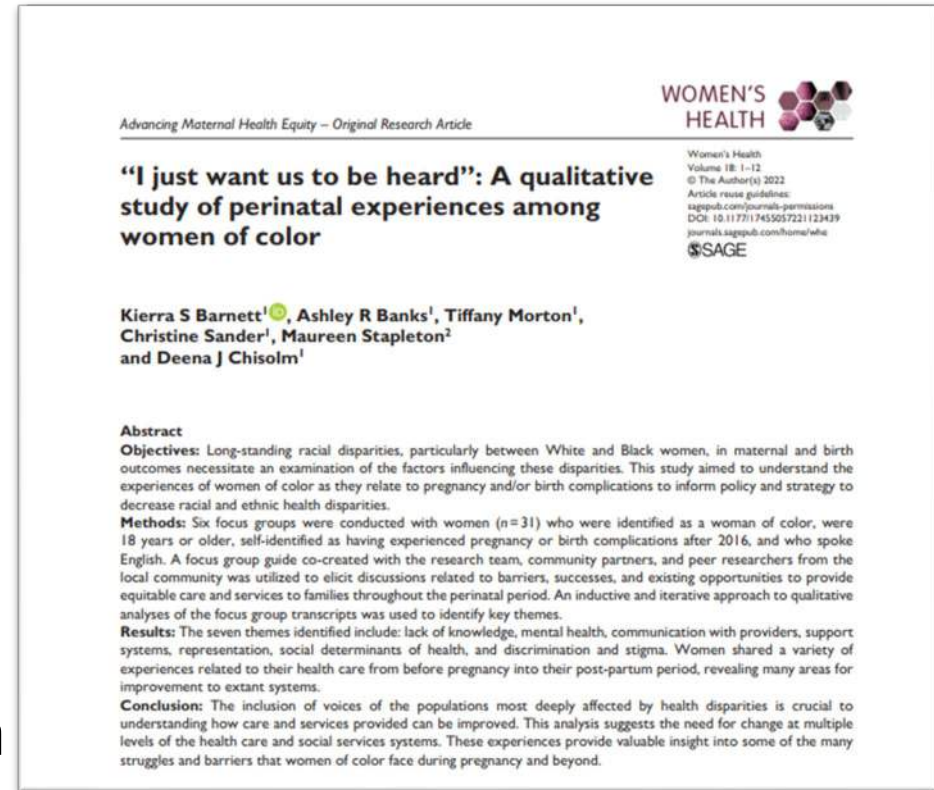 WOMEN'S
HEALTH
Advancing Maternal Health Equity – Original Research Article
“I just want us to be heard”: A qualitative
study of perinatal experiences among
women of color
Women's Health
Volume 18: 1–12
© The Author(s) 2022
Article reuse guidelines:
sagepub.com/journals-permissions
DOI: 10.1177/17455057221123439
journals.sagepub.com/home/whe
SAGE
Kierra S Barnett¹ iD, Ashley R Banks¹, Tiffany Morton¹,
Christine Sander¹, Maureen Stapleton²
and Deena J Chisolm¹
Abstract
Objectives: Long-standing racial disparities, particularly between White and Black women, in maternal and birth
outcomes necessitate an examination of the factors influencing these disparities. This study aimed to understand the
experiences of women of color as they relate to pregnancy and/or birth complications to inform policy and strategy to
decrease racial and ethnic health disparities.
Methods: Six focus groups were conducted with women (n=31) who were identified as a woman of color, were
18 years or older, self-identified as having experienced pregnancy or birth complications after 2016, and who spoke
English. A focus group guide co-created with the research team, community partners, and peer researchers from the
local community was utilized to elicit discussions related to barriers, successes, and existing opportunities to provide
equitable care and services to families throughout the perinatal period. An inductive and iterative approach to qualitative
analyses of the focus group transcripts was used to identify key themes.
Results: The seven themes identified include: lack of knowledge, mental health, communication with providers, support
systems, representation, social determinants of health, and discrimination and stigma. Women shared a variety of
experiences related to their health care from before pregnancy into their post-partum period, revealing many areas for
improvement to extant systems.
Conclusion: The inclusion of voices of the populations most deeply affected by health disparities is crucial to
understanding how care and services provided can be improved. This analysis suggests the need for change at multiple
levels of the health care and social services systems. These experiences provide valuable insight into some of the many
struggles and barriers that women of color face during pregnancy and beyond.